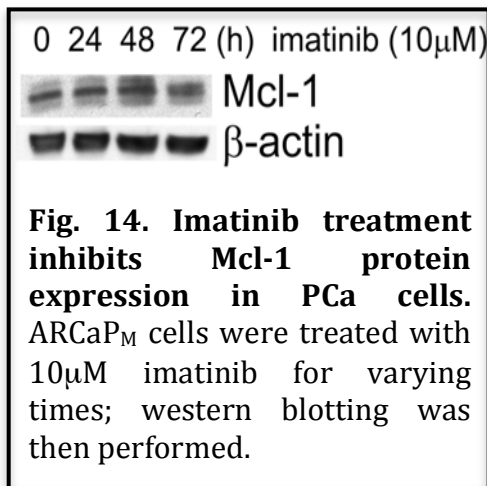 0 24 48 72 (h) imatinib (10μM)
Mcl-1
β-actin
Fig. 14. Imatinib treatment
inhibits Mcl-1 protein
expression in PCa cells.
ARCaPM cells were treated with
10μM imatinib for varying
times; western blotting was
then performed.